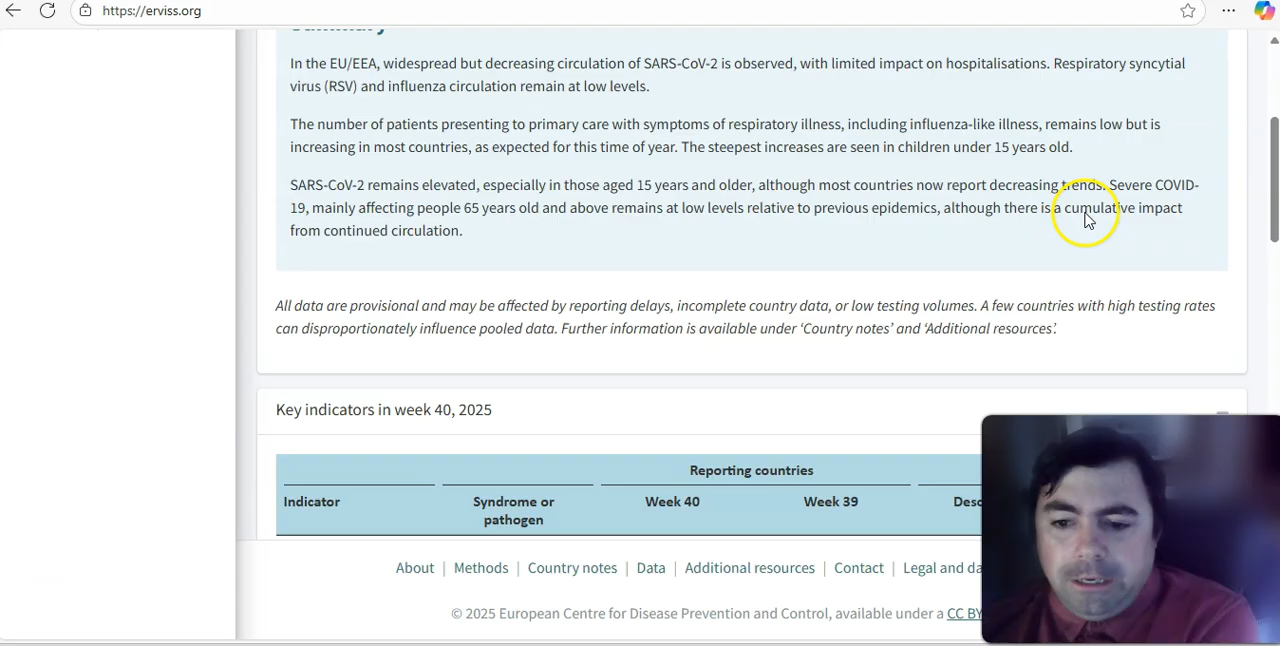 https://erviss.org
Summary
In the EU/EEA, widespread but decreasing circulation of SARS-CoV-2 is observed, with limited impact on hospitalisations. Respiratory syncytial
virus (RSV) and influenza circulation remain at low levels.
The number of patients presenting to primary care with symptoms of respiratory illness, including influenza-like illness, remains low but is
increasing in most countries, as expected for this time of year. The steepest increases are seen in children under 15 years old.
SARS-CoV-2 remains elevated, especially in those aged 15 years and older, although most countries now report decreasing trends. Severe COVID-
19, mainly affecting people 65 years old and above remains at low levels relative to previous epidemics, although there is a cumulative impact
from continued circulation.
All data are provisional and may be affected by reporting delays, incomplete country data, or low testing volumes. A few countries with high testing rates
can disproportionately influence pooled data. Further information is available under ‘Country notes’ and ‘Additional resources’.
Key indicators in week 40, 2025
Reporting countries
Indicator Syndrome or Week 40 Week 39 Desc
pathogen
About | Methods | Country notes | Data | Additional resources | Contact | Legal and da
© 2025 European Centre for Disease Prevention and Control, available under a CC BY